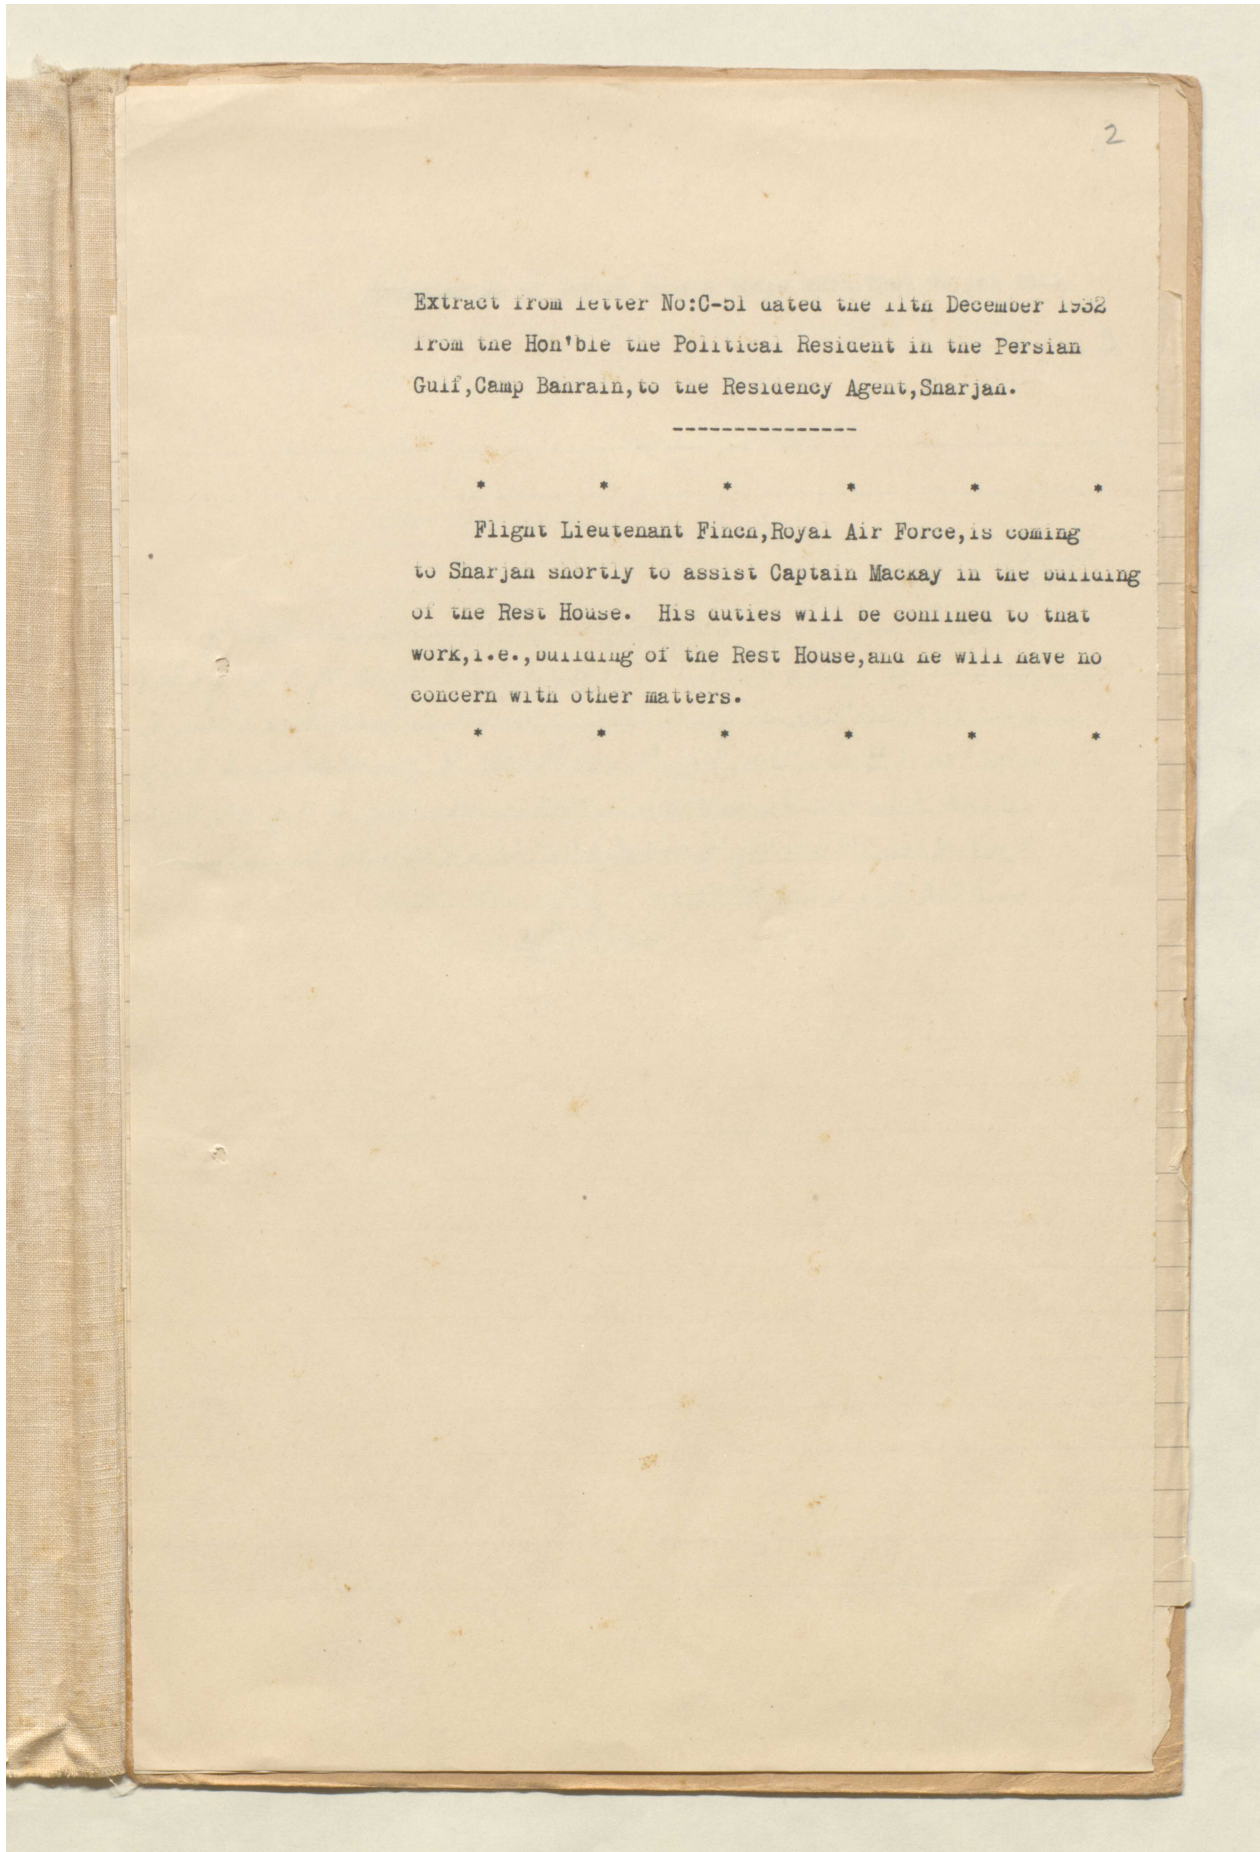 2
Extract from letter No:C-51 dated the 11th December 1932
from the Hon'ble the Political Resident in the Persian
Gulf,Camp Bahrain,to the Residency Agent,Sharjah.
---------------
* * * * * *
Flight Lieutenant Finch,Royal Air Force,is coming
to Sharjah shortly to assist Captain Mackay in the building
of the Rest House. His duties will be confined to that
work,i.e.,building of the Rest House,and he will have no
concern with other matters.
* * * * * *